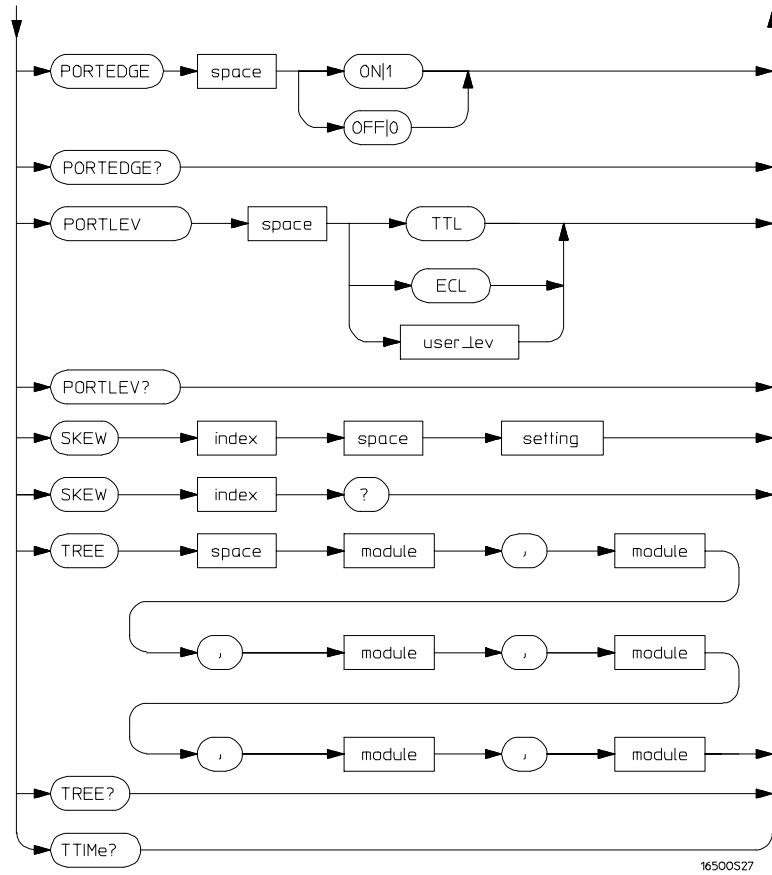 PORTEDGE space ON|1
OFF|0
PORTEDGE?
PORTLEV space TTL
ECL
user_lev
PORTLEV?
SKEW index space setting
SKEW index ?
TREE space module , module
, module , module
, module , module
TREE?
TTIMe?
16500S27